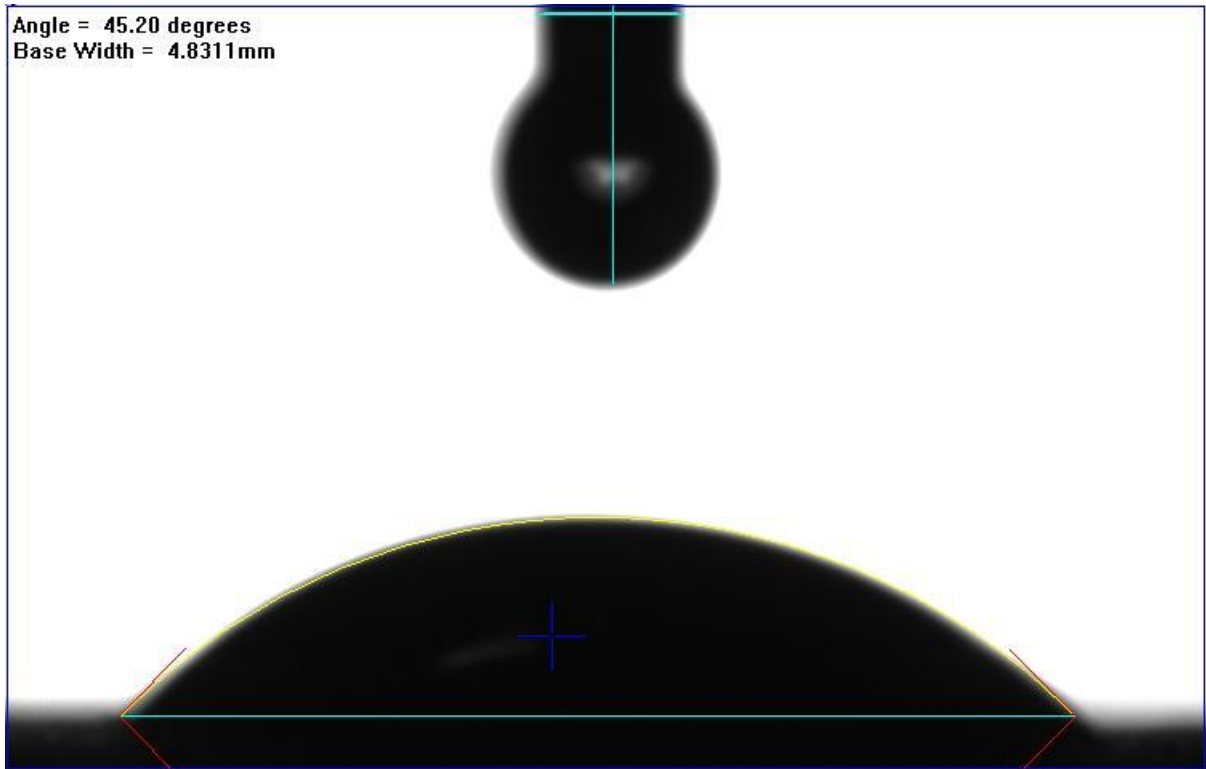 Angle = 45.20 degrees
Base Width = 4.8311mm